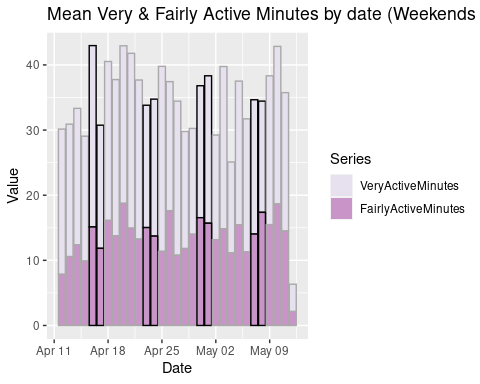 Mean Very & Fairly Active Minutes by date (Weekends
Value
40
30
20
10
0
Apr 11 Apr 18 Apr 25 May 02 May 09
Date
Series
VeryActiveMinutes
FairlyActiveMinutes